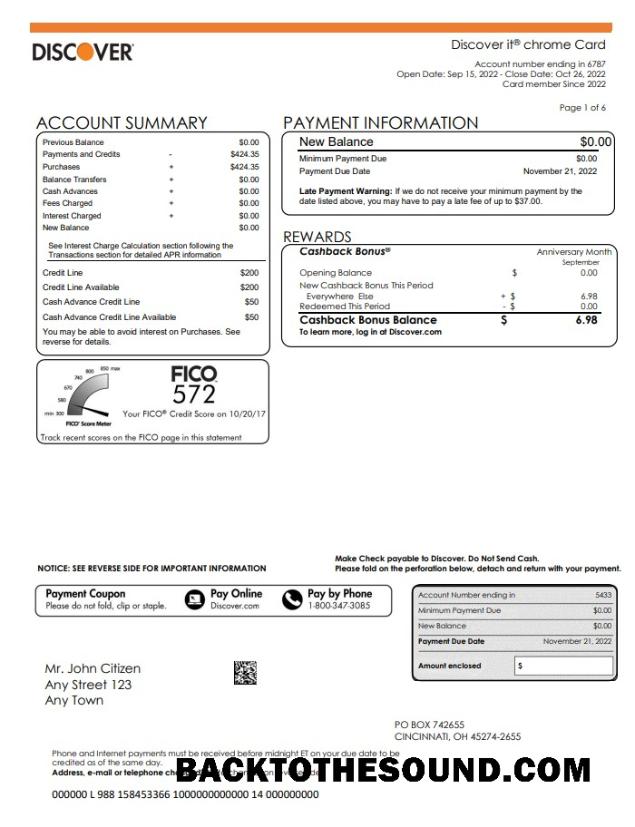 DISCOVER
Discover it® chrome Card
Account number ending in 6787
Open Date: Sep 15, 2022 - Close Date: Oct 26, 2022
Card member Since 2022
Page 1 of 6
ACCOUNT SUMMARY
Previous Balance $0.00
Payments and Credits - $424.35
Purchases + $424.35
Balance Transfers + $0.00
Cash Advances + $0.00
Fees Charged + $0.00
Interest Charged + $0.00
New Balance $0.00
See Interest Charge Calculation section following the
Transactions section for detailed APR information
Credit Line $200
Credit Line Available $200
Cash Advance Credit Line $50
Cash Advance Credit Line Available $50
You may be able to avoid interest on Purchases. See
reverse for details.
PAYMENT INFORMATION
New Balance $0.00
Minimum Payment Due $0.00
Payment Due Date November 21, 2022
Late Payment Warning: If we do not receive your minimum payment by the
date listed above, you may have to pay a late fee of up to $37.00.
REWARDS
Cashback Bonus® Anniversary Month
September
Opening Balance $ 0.00
New Cashback Bonus This Period
Everywhere Else + $ 6.98
Redeemed This Period - $ 0.00
Cashback Bonus Balance $ 6.98
To learn more, log in at Discover.com
850 max
800
740
670
580
min 300
FICO® Score Meter
FICO
572
Your FICO® Credit Score on 10/20/17
Track recent scores on the FICO page in this statement
NOTICE: SEE REVERSE SIDE FOR IMPORTANT INFORMATION
Make Check payable to Discover. Do Not Send Cash.
Please fold on the perforation below, detach and return with your payment.
Payment Coupon
Please do not fold, clip or staple.
Pay Online
Discover.com
Pay by Phone
1-800-347-3085
Account Number ending in 5433
Minimum Payment Due $0.00
New Balance $0.00
Payment Due Date November 21, 2022
Amount enclosed $
Mr. John Citizen
Any Street 123
Any Town
PO BOX 742655
CINCINNATI, OH 45274-2655
Phone and Internet payments must be received before midnight ET on your due date to be
credited as of the same day.
Address, e-mail or telephone
BACKTOTHESOUND.COM
000000 L 988 158453366 1000000000000 14 000000000